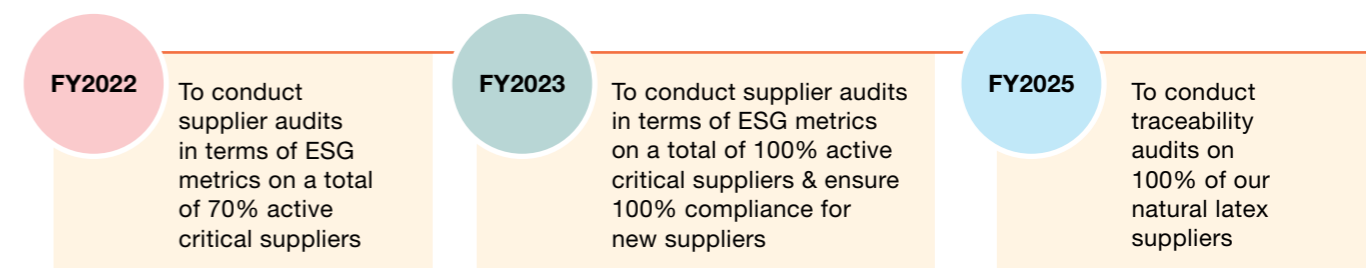 FY2022
To conduct
supplier audits
in terms of ESG
metrics on a total
of 70% active
critical suppliers
FY2023
To conduct supplier audits
in terms of ESG metrics
on a total of 100% active
critical suppliers & ensure
100% compliance for
new suppliers
FY2025
To conduct
traceability
audits on
100% of our
natural latex
suppliers